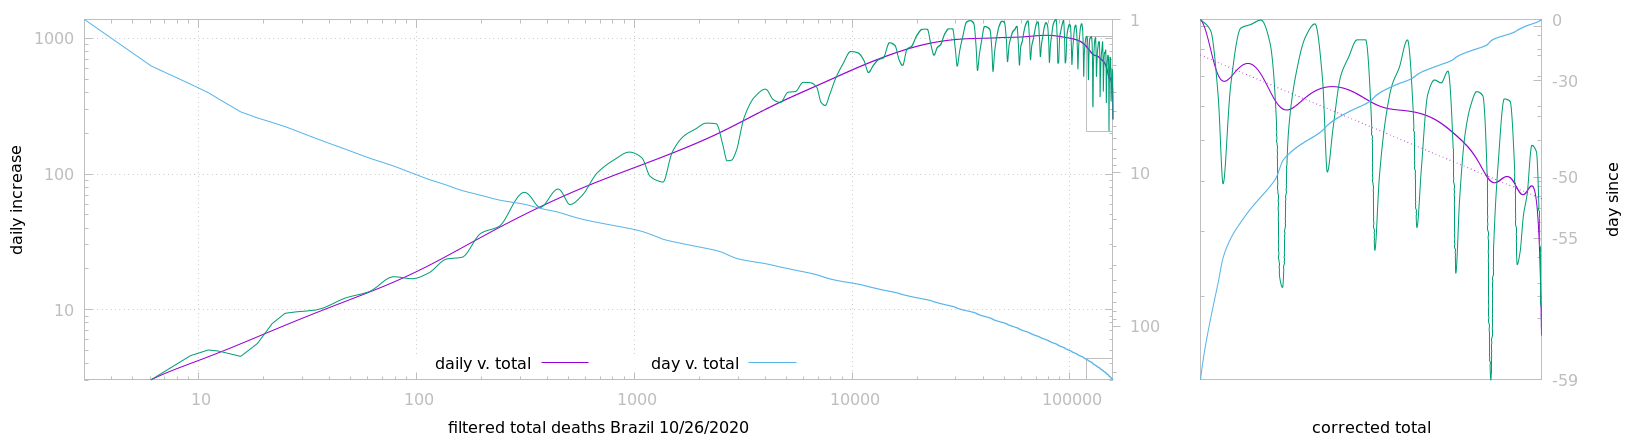 1000
100
10
daily increase
daily v. total
day v. total
10
100
1000
10000
100000
filtered total deaths Brazil 10/26/2020
1
10
100
0
-30
-50
-55
-59
day since
corrected total